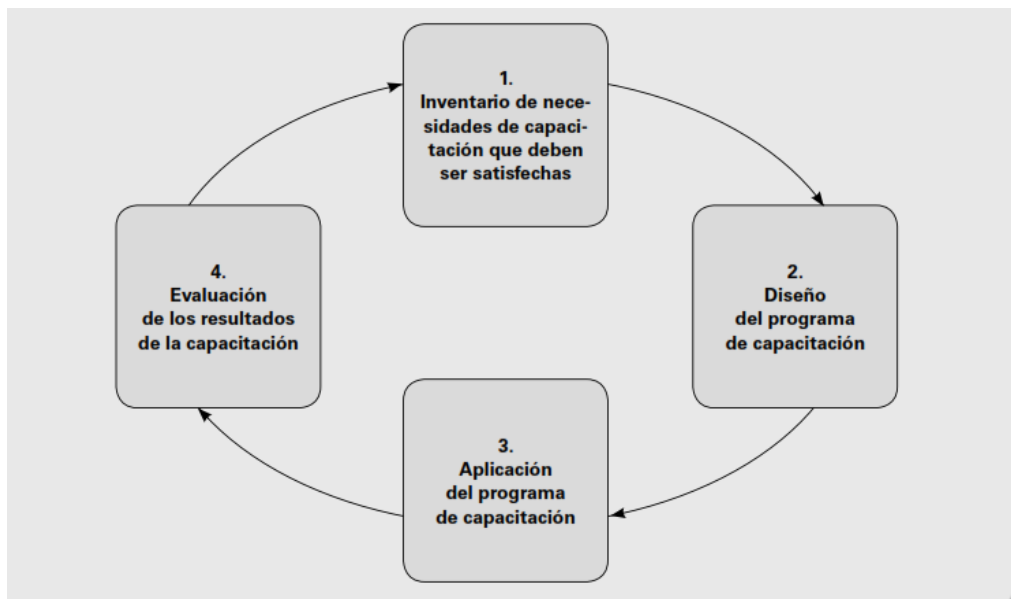 1.
Inventario de nece-
sidades de capaci-
tación que deben
ser satisfechas
2.
Diseño
del programa
de capacitación
3.
Aplicación
del programa
de capacitación
4.
Evaluación
de los resultados
de la capacitación